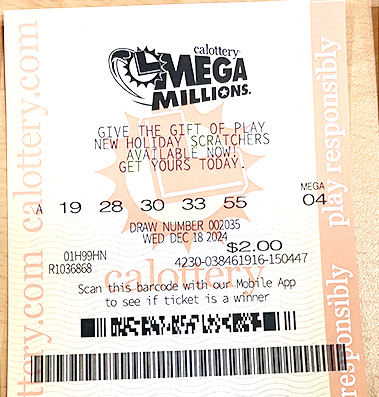 calottery
MEGA
MILLIONS.
GIVE THE GIFT OF PLAY
NEW HOLIDAY SCRATCHERS
AVAILABLE NOW!
GET YOURS TODAY.
MEGA
A 19 28 30 33 55 04
DRAW NUMBER 002035
WED DEC 18 2024
$2.00
01H99HN
4230-038461916-150447
R1036868
calottery
Scan this barcode with our Mobile App
to see if ticket is a winner
calottery.com calottery.com
play responsibly
responsibly